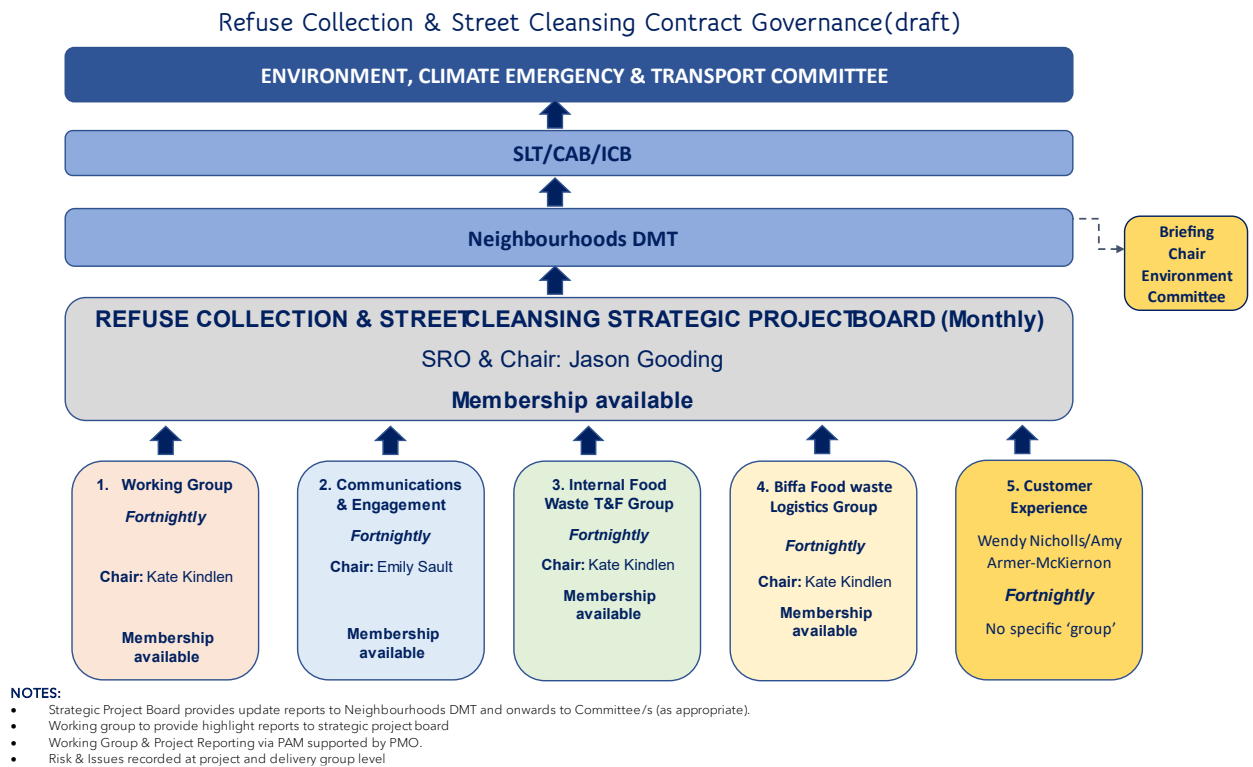 Refuse Collection & Street Cleansing Contract Governance(draft)
ENVIRONMENT, CLIMATE EMERGENCY & TRANSPORT COMMITTEE
SLT/CAB/ICB
Neighbourhoods DMT
Briefing
Chair
Environment
Committee
REFUSE COLLECTION & STREET CLEANSING STRATEGIC PROJECT BOARD (Monthly)
SRO & Chair: Jason Gooding
Membership available
1. Working Group
Fortnightly
Chair: Kate Kindlen
Membership
available
2. Communications
& Engagement
Fortnightly
Chair: Emily Sault
Membership
available
3. Internal Food
Waste T&F Group
Fortnightly
Chair: Kate Kindlen
Membership
available
4. Biffa Food waste
Logistics Group
Fortnightly
Chair: Kate Kindlen
Membership
available
5. Customer
Experience
Wendy Nicholls/Amy
Armer-McKiernon
Fortnightly
No specific ‘group’
NOTES:
• Strategic Project Board provides update reports to Neighbourhoods DMT and onwards to Committee/s (as appropriate).
• Working group to provide highlight reports to strategic project board
• Working Group & Project Reporting via PAM supported by PMO.
• Risk & Issues recorded at project and delivery group level